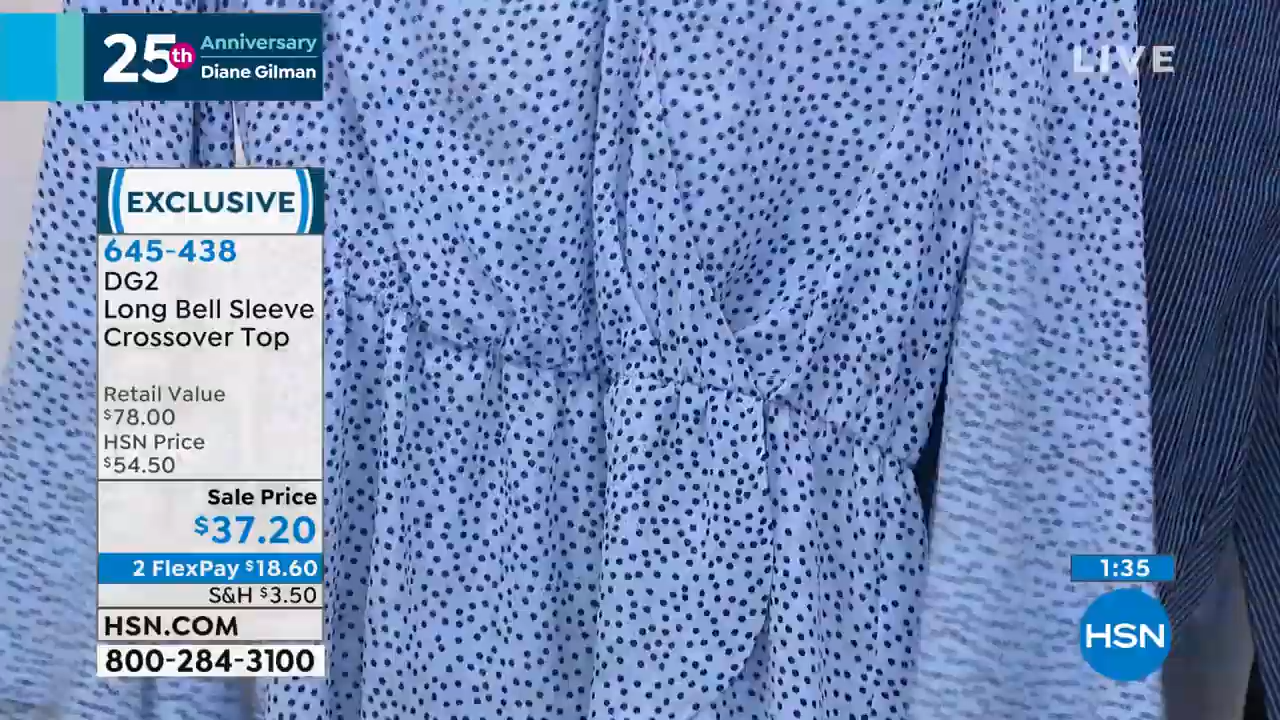 25th Anniversary
Diane Gilman
LIVE
(EXCLUSIVE)
645-438
DG2
Long Bell Sleeve
Crossover Top
Retail Value
$78.00
HSN Price
$54.50
Sale Price
$37.20
2 FlexPay $18.60
S&H $3.50
HSN.COM
800-284-3100
1:35
HSN